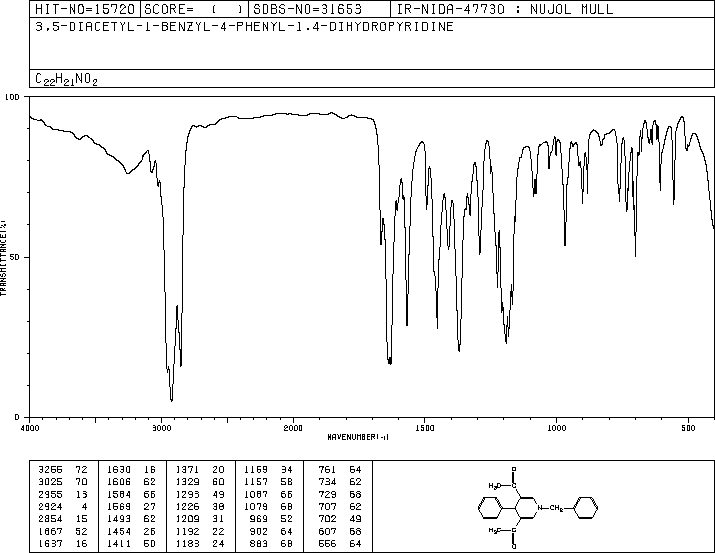 HIT-NO=15720 SCORE= ( ) SDBS-NO=31653 IR-NIDA-47730 : NUJOL MULL
3,5-DIACETYL-1-BENZYL-4-PHENYL-1,4-DIHYDROPYRIDINE
C22H21NO2
100
50
0
TRANSMITTANCE(%)
4000 3000 2000 1500 1000 500
WAVENUMBER(-1)
3266 72 1630 16 1371 20 1169 34 761 64
3025 70 1606 62 1329 60 1157 58 734 62
2955 13 1584 66 1293 49 1087 66 729 58
2924 4 1569 27 1226 38 1079 68 707 62
2854 15 1493 62 1209 31 969 52 702 49
1667 52 1454 26 1192 22 902 64 607 68
1637 16 1411 50 1183 24 883 68 556 64
O
H3C C
N CH2
H3C C
O